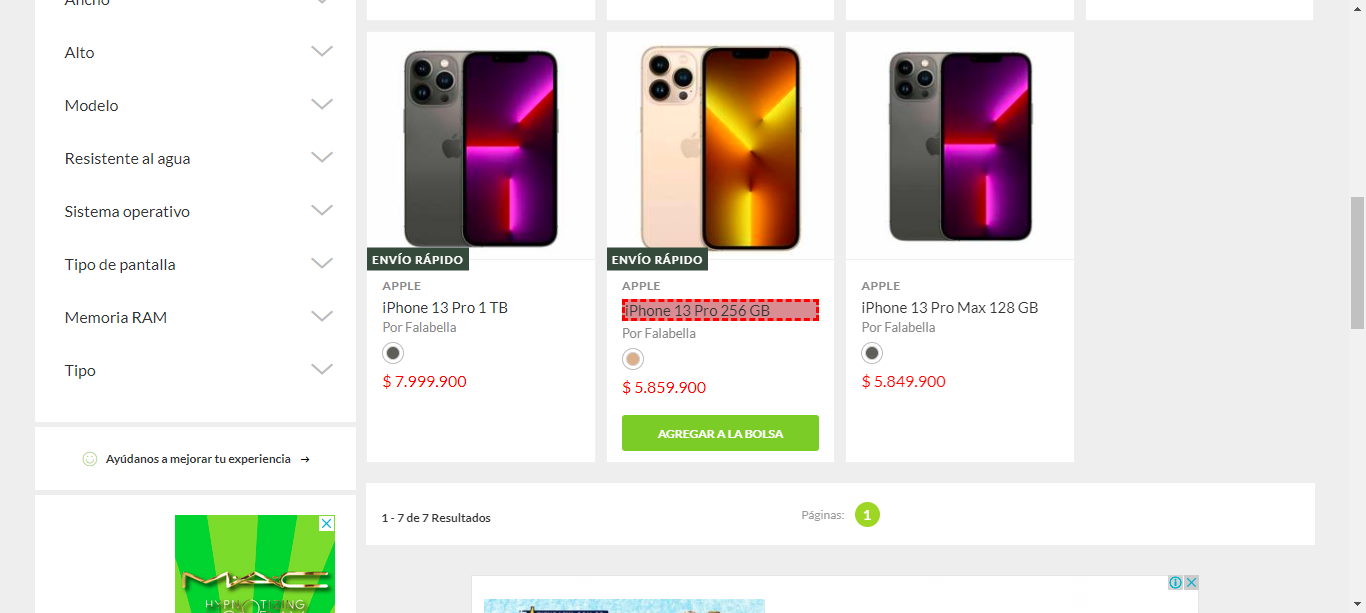 Ancho
Alto
Modelo
Resistente al agua
Sistema operativo
Tipo de pantalla
Memoria RAM
Tipo
Ayúdanos a mejorar tu experiencia →
MAC
HYPNOTIZING
ENVÍO RÁPIDO
APPLE
iPhone 13 Pro 1 TB
Por Falabella
$ 7.999.900
ENVÍO RÁPIDO
APPLE
iPhone 13 Pro 256 GB
Por Falabella
$ 5.859.900
AGREGAR A LA BOLSA
APPLE
iPhone 13 Pro Max 128 GB
Por Falabella
$ 5.849.900
1 - 7 de 7 Resultados
Páginas: 1